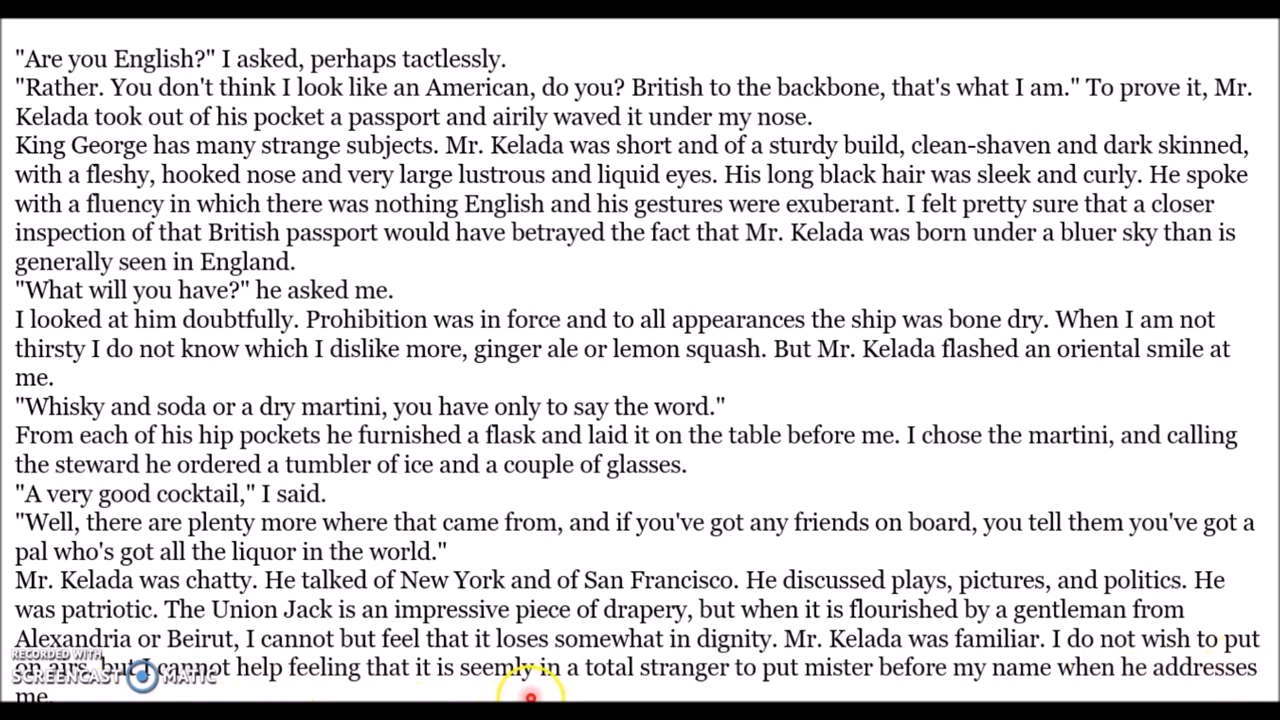 "Are you English?" I asked, perhaps tactlessly.
"Rather. You don't think I look like an American, do you? British to the backbone, that's what I am." To prove it, Mr.
Kelada took out of his pocket a passport and airily waved it under my nose.
King George has many strange subjects. Mr. Kelada was short and of a sturdy build, clean-shaven and dark skinned,
with a fleshy, hooked nose and very large lustrous and liquid eyes. His long black hair was sleek and curly. He spoke
with a fluency in which there was nothing English and his gestures were exuberant. I felt pretty sure that a closer
inspection of that British passport would have betrayed the fact that Mr. Kelada was born under a bluer sky than is
generally seen in England.
"What will you have?" he asked me.
I looked at him doubtfully. Prohibition was in force and to all appearances the ship was bone dry. When I am not
thirsty I do not know which I dislike more, ginger ale or lemon squash. But Mr. Kelada flashed an oriental smile at
me.
"Whisky and soda or a dry martini, you have only to say the word."
From each of his hip pockets he furnished a flask and laid it on the table before me. I chose the martini, and calling
the steward he ordered a tumbler of ice and a couple of glasses.
"A very good cocktail," I said.
"Well, there are plenty more where that came from, and if you've got any friends on board, you tell them you've got a
pal who's got all the liquor in the world."
Mr. Kelada was chatty. He talked of New York and of San Francisco. He discussed plays, pictures, and politics. He
was patriotic. The Union Jack is an impressive piece of drapery, but when it is flourished by a gentleman from
Alexandria or Beirut, I cannot but feel that it loses somewhat in dignity. Mr. Kelada was familiar. I do not wish to put
on airs, but I cannot help feeling that it is seemly in a total stranger to put mister before my name when he addresses
me.
RECORDED WITH
SCREENCAST MATIC